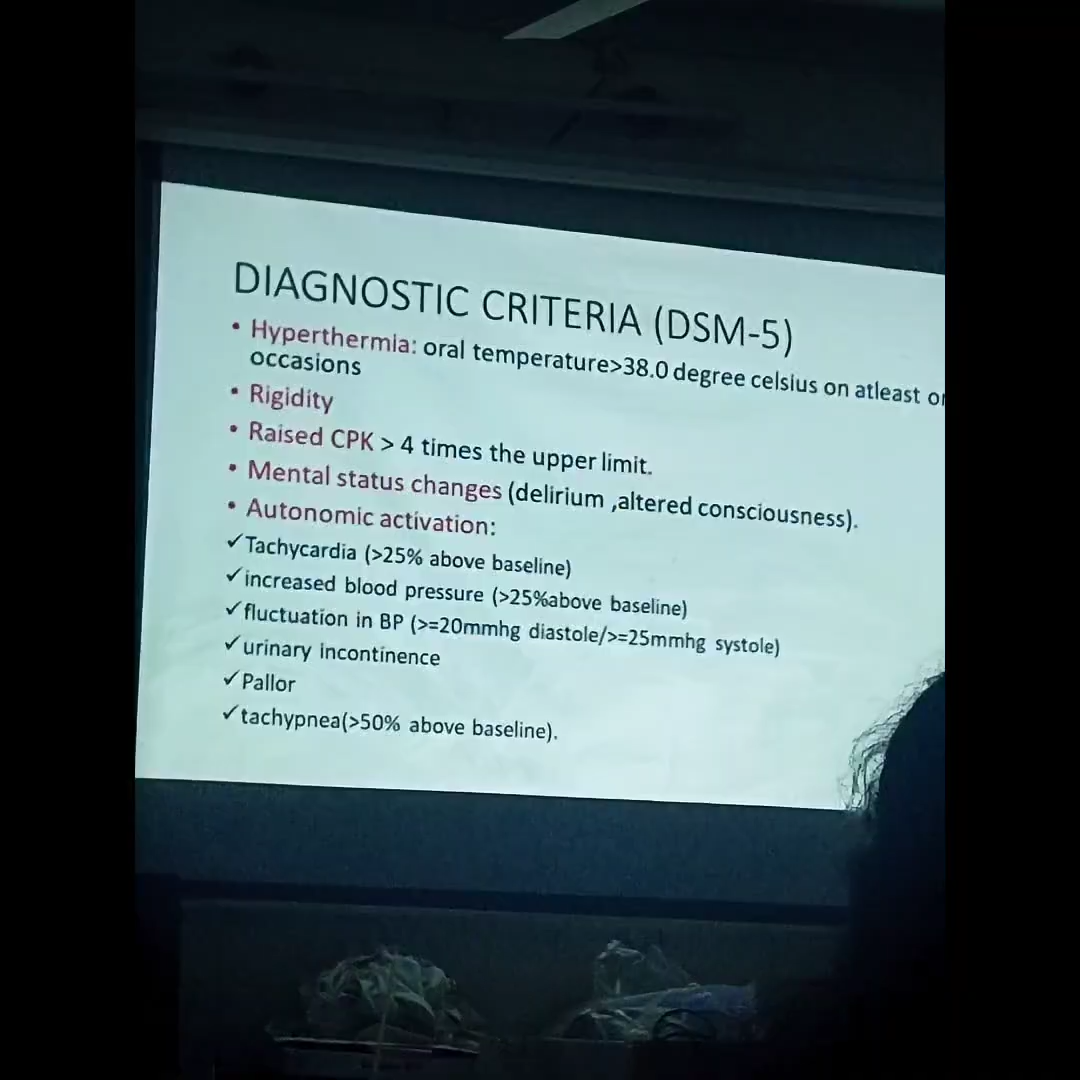 DIAGNOSTIC CRITERIA (DSM-5)
• Hyperthermia: oral temperature>38.0 degree celsius on atleast
occasions
• Rigidity
• Raised CPK > 4 times the upper limit.
• Mental status changes (delirium ,altered consciousness).
• Autonomic activation:
✓Tachycardia (>25% above baseline)
✓increased blood pressure (>25%above baseline)
✓fluctuation in BP (>=20mmhg diastole/>=25mmhg systole)
✓urinary incontinence
✓Pallor
✓tachypnea(>50% above baseline).